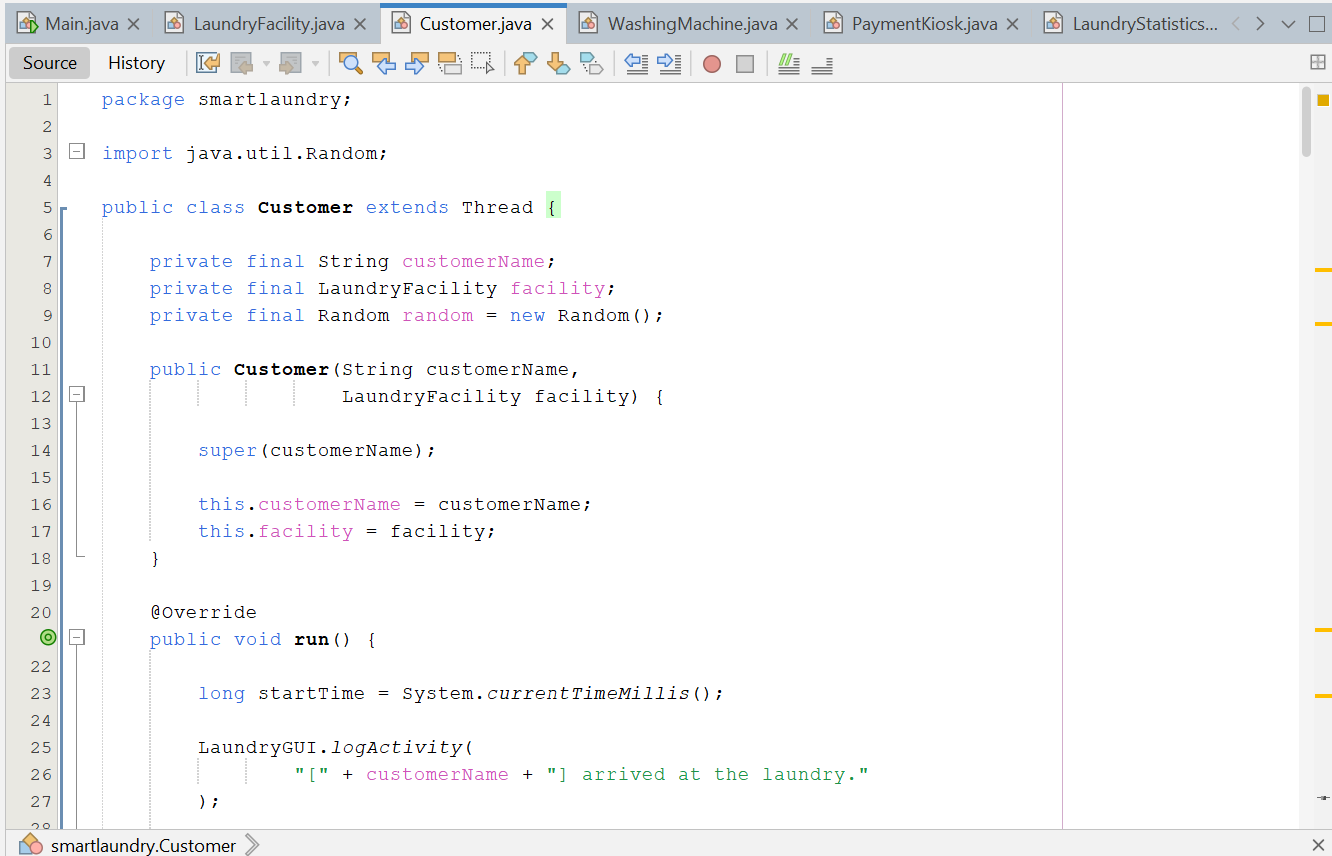 Main.java LaundryFacility.java Customer.java WashingMachine.java PaymentKiosk.java LaundryStatistics...
Source History
1 package smartlaundry;
2
3 import java.util.Random;
4
5 public class Customer extends Thread {
6
7 private final String customerName;
8 private final LaundryFacility facility;
9 private final Random random = new Random();
10
11 public Customer(String customerName,
12 LaundryFacility facility) {
13
14 super(customerName);
15
16 this.customerName = customerName;
17 this.facility = facility;
18 }
19
20 @Override
public void run() {
22
23 long startTime = System.currentTimeMillis();
24
25 LaundryGUI.logActivity(
26 "[" + customerName + "] arrived at the laundry."
27 );
28
smartlaundry.Customer